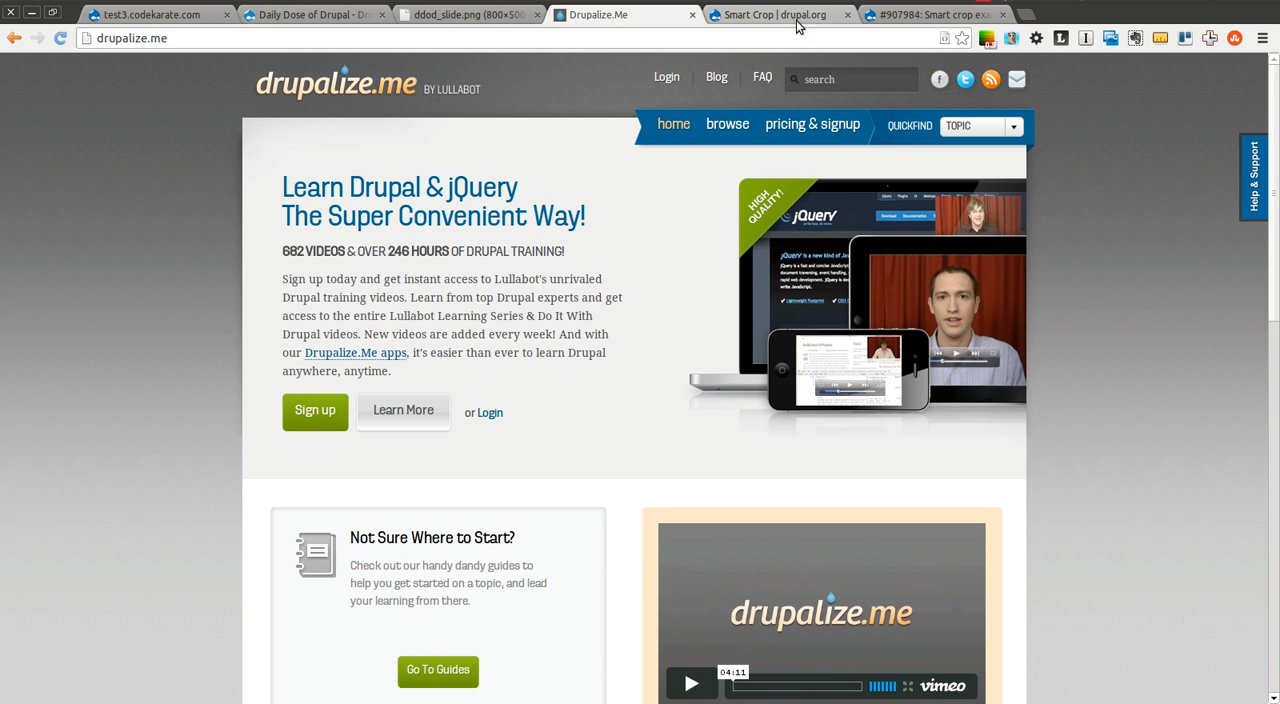 test3.codekarate.com
Daily Dose of Drupal - Dr
ddod_slide.png (800×500
Drupalize.Me
Smart Crop | drupal.org
#907984: Smart crop exa
drupalize.me
drupalize.me BY LULLABOT
Login
Blog
FAQ
search
home
browse
pricing & signup
QUICKFIND
TOPIC
Help & Support
Learn Drupal & jQuery
The Super Convenient Way!
682 VIDEOS & OVER 246 HOURS OF DRUPAL TRAINING!
Sign up today and get instant access to Lullabot's unrivaled
Drupal training videos. Learn from top Drupal experts and get
access to the entire Lullabot Learning Series & Do It With
Drupal videos. New videos are added every week! And with
our Drupalize.Me apps, it's easier than ever to learn Drupal
anywhere, anytime.
Sign up
Learn More
or Login
HIGH
QUALITY!
jQuery
Not Sure Where to Start?
Check out our handy dandy guides to
help you get started on a topic, and lead
your learning from there.
Go To Guides
drupalize.me
04:11
vimeo